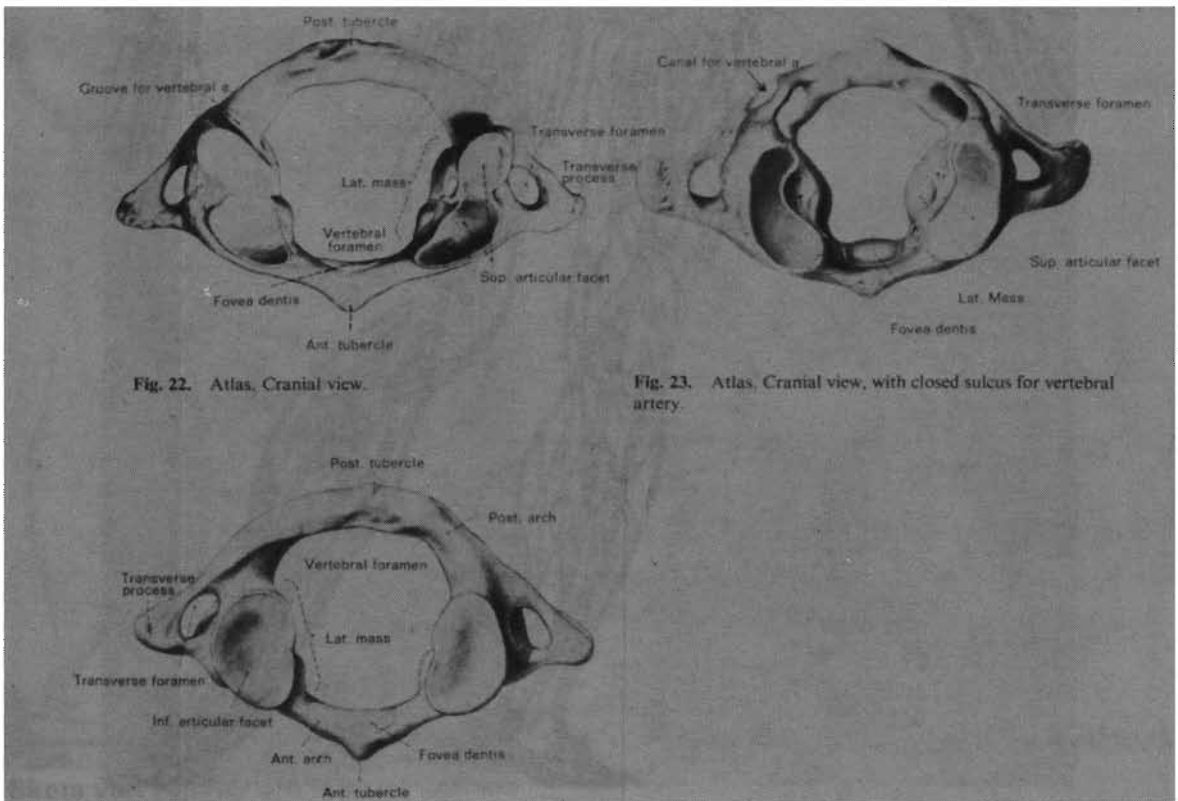 Post. tubercle
Groove for vertebral a.
Transverse foramen
Transverse
process
Lat. mass
Vertebral
foramen
Sup. articular facet
Fovea dentis
Ant. tubercle
Fig. 22. Atlas. Cranial view.
Canal for vertebral a.
Transverse foramen
Sup. articular facet
Lat. Mass
Fovea dentis
Fig. 23. Atlas. Cranial view, with closed sulcus for vertebral
artery.
Post. tubercle
Post. arch
Vertebral foramen
Transverse
process
Lat. mass
Transverse foramen
Inf. articular facet
Ant. arch
Fovea dentis
Ant. tubercle